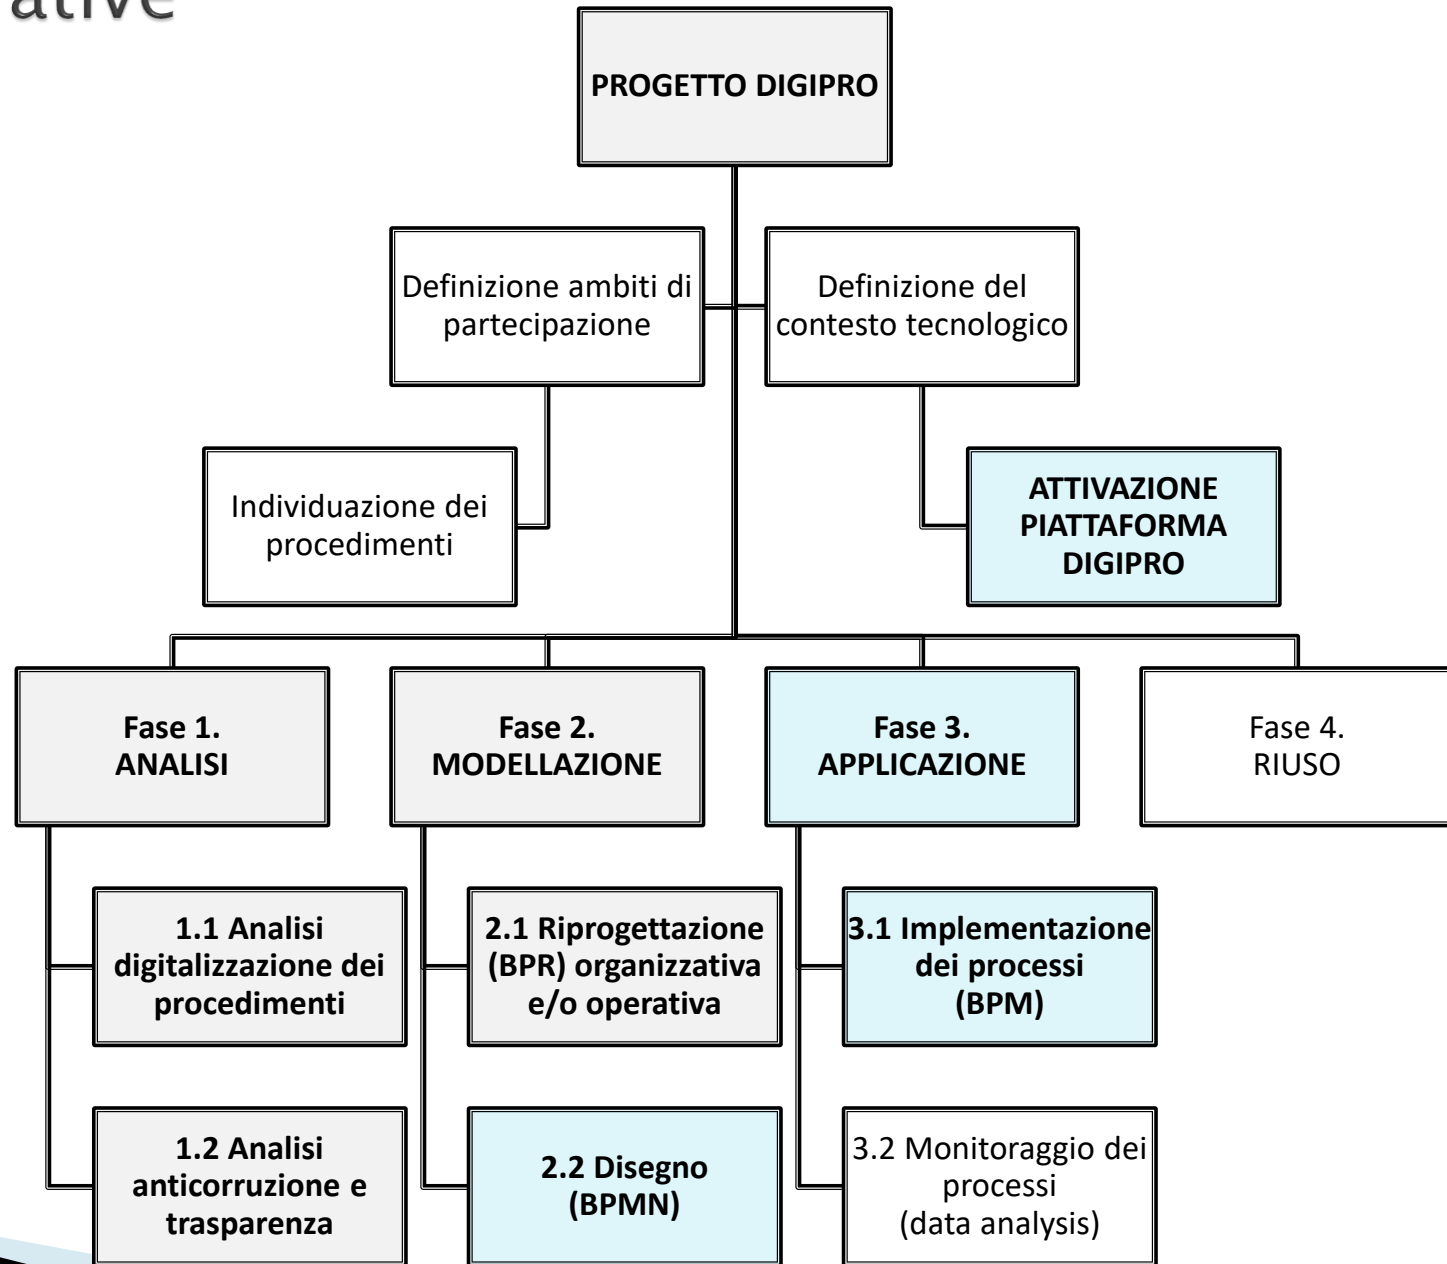 PROGETTO DIGIPRO
Definizione ambiti di
partecipazione
Definizione del
contesto tecnologico
Individuazione dei
procedimenti
ATTIVAZIONE
PIATTAFORMA
DIGIPRO
Fase 1.
ANALISI
Fase 2.
MODELLAZIONE
Fase 3.
APPLICAZIONE
Fase 4.
RIUSO
1.1 Analisi
digitalizzazione dei
procedimenti
2.1 Riprogettazione
(BPR) organizzativa
e/o operativa
3.1 Implementazione
dei processi
(BPM)
1.2 Analisi
anticorruzione e
trasparenza
2.2 Disegno
(BPMN)
3.2 Monitoraggio dei
processi
(data analysis)